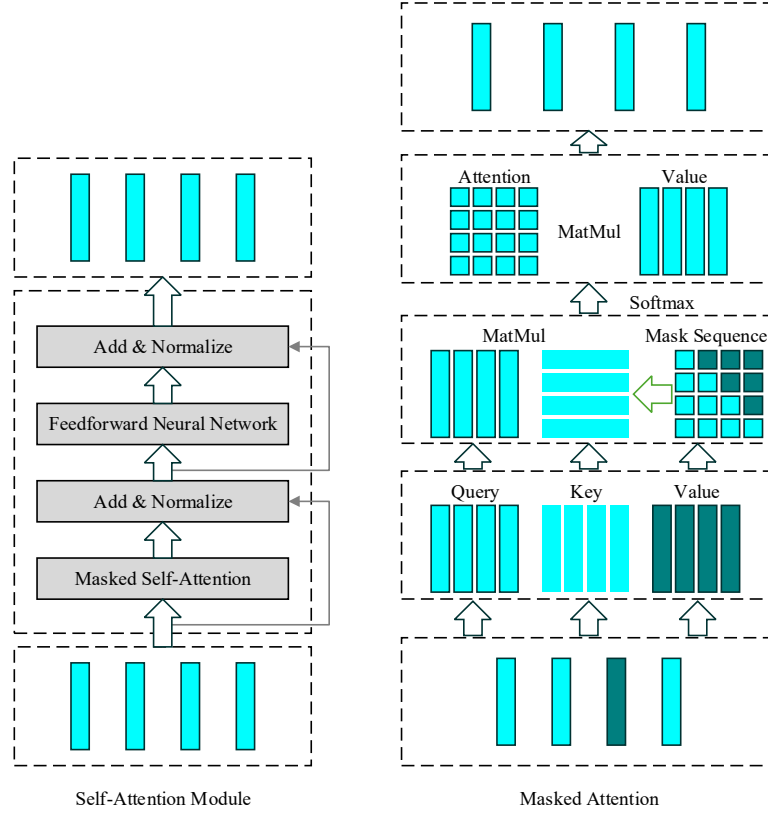 Add & Normalize
Feedforward Neural Network
Add & Normalize
Masked Self-Attention
Self-Attention Module
Attention
Value
MatMul
Softmax
MatMul
Mask Sequence
Query
Key
Value
Masked Attention